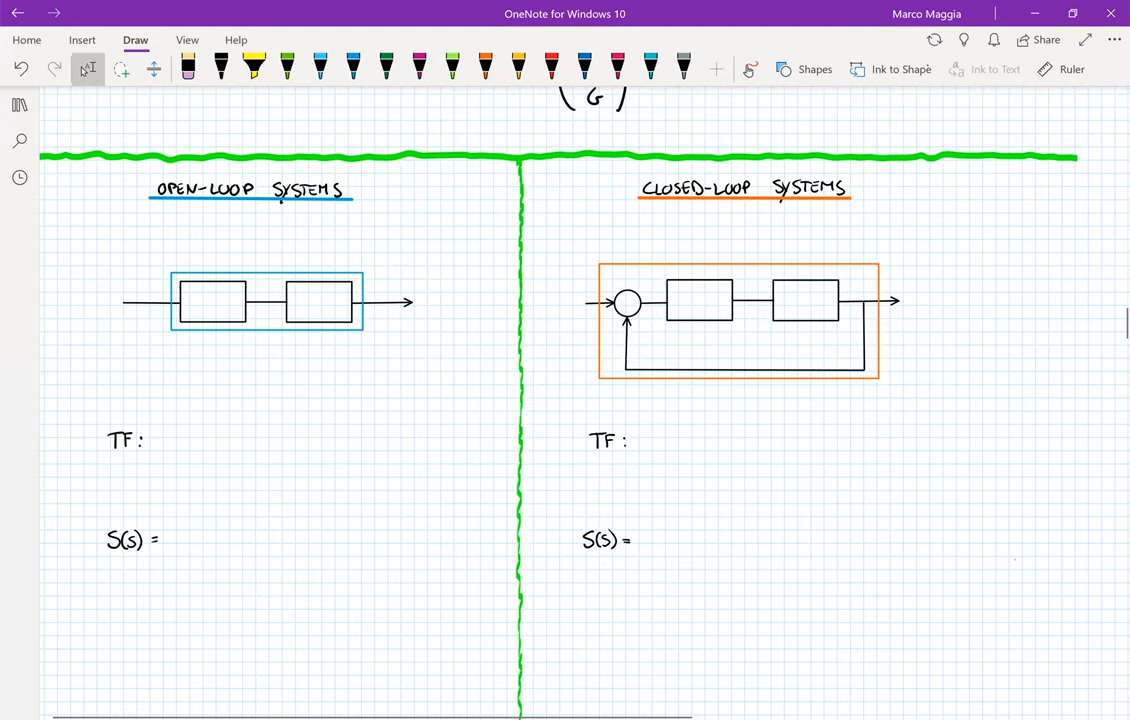 OneNote for Windows 10
Marco Maggia
Home Insert Draw View Help
Share
Shapes Ink to Shape Ink to Text Ruler
G
OPEN-LOOP SYSTEMS
CLOSED-LOOP SYSTEMS
TF:
TF:
S(s) =
S(s) =